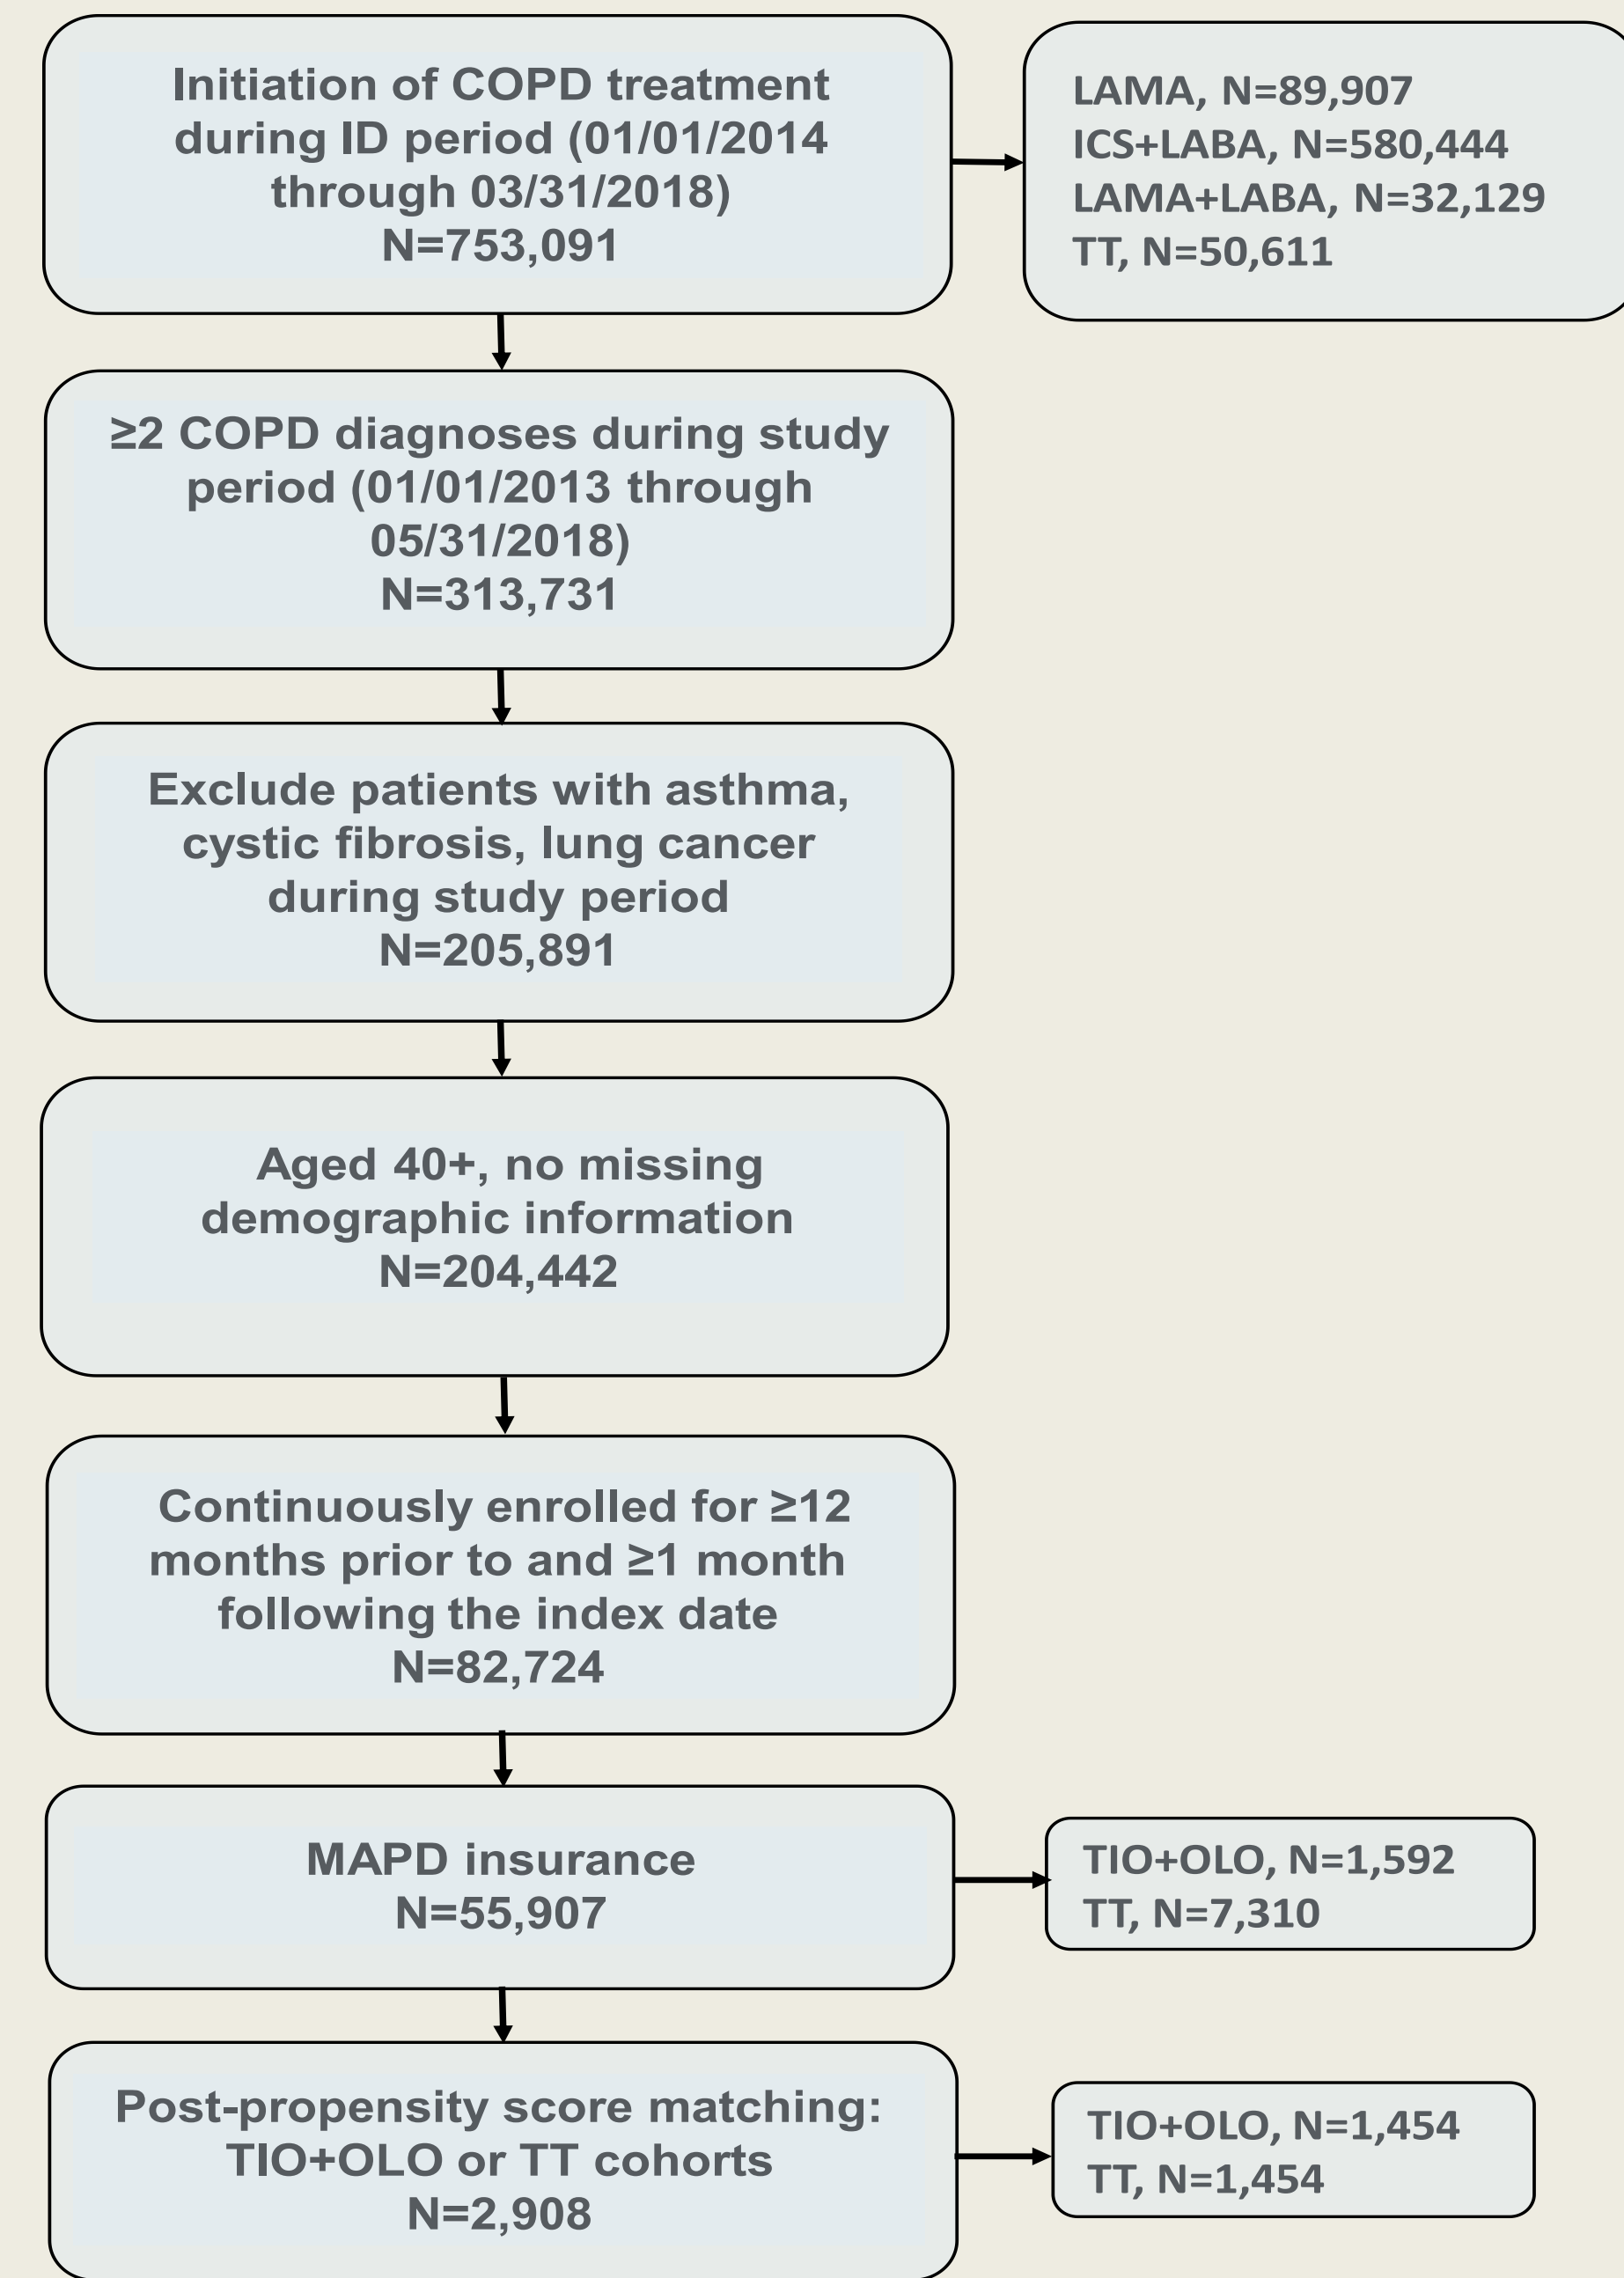 Initiation of COPD treatment
during ID period (01/01/2014
through 03/31/2018)
N=753,091
LAMA, N=89,907
ICS+LABA, N=580,444
LAMA+LABA, N=32,129
TT, N=50,611
≥2 COPD diagnoses during study
period (01/01/2013 through
05/31/2018)
N=313,731
Exclude patients with asthma,
cystic fibrosis, lung cancer
during study period
N=205,891
Aged 40+, no missing
demographic information
N=204,442
Continuously enrolled for ≥12
months prior to and ≥1 month
following the index date
N=82,724
MAPD insurance
N=55,907
TIO+OLO, N=1,592
TT, N=7,310
Post-propensity score matching:
TIO+OLO or TT cohorts
N=2,908
TIO+OLO, N=1,454
TT, N=1,454